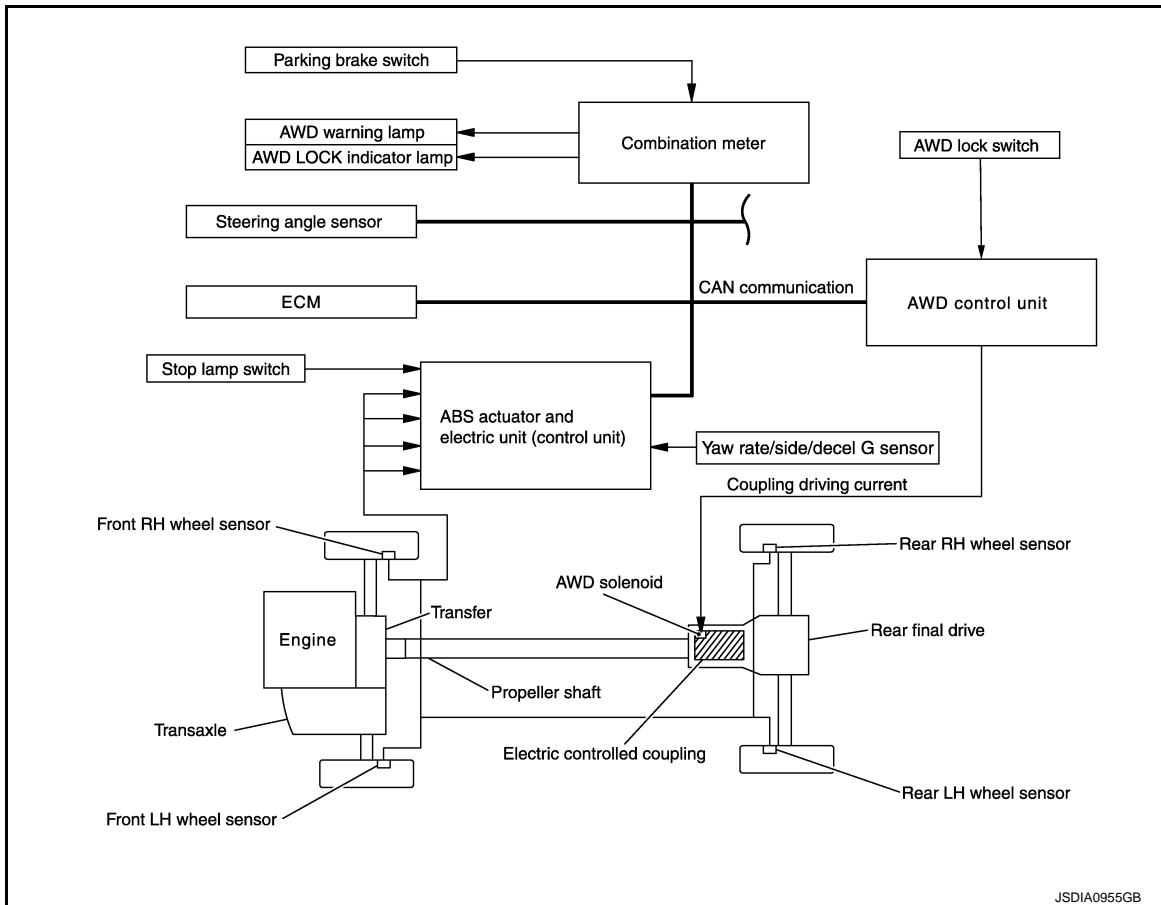 Parking brake switch
AWD warning lamp
AWD LOCK indicator lamp
Combination meter
AWD lock switch
Steering angle sensor
ECM
CAN communication
AWD control unit
Stop lamp switch
ABS actuator and
electric unit (control unit)
Yaw rate/side/decel G sensor
Coupling driving current
Front RH wheel sensor
Rear RH wheel sensor
AWD solenoid
Transfer
Engine
Rear final drive
Propeller shaft
Transaxle
Electric controlled coupling
Rear LH wheel sensor
Front LH wheel sensor
JSDIA0955GB